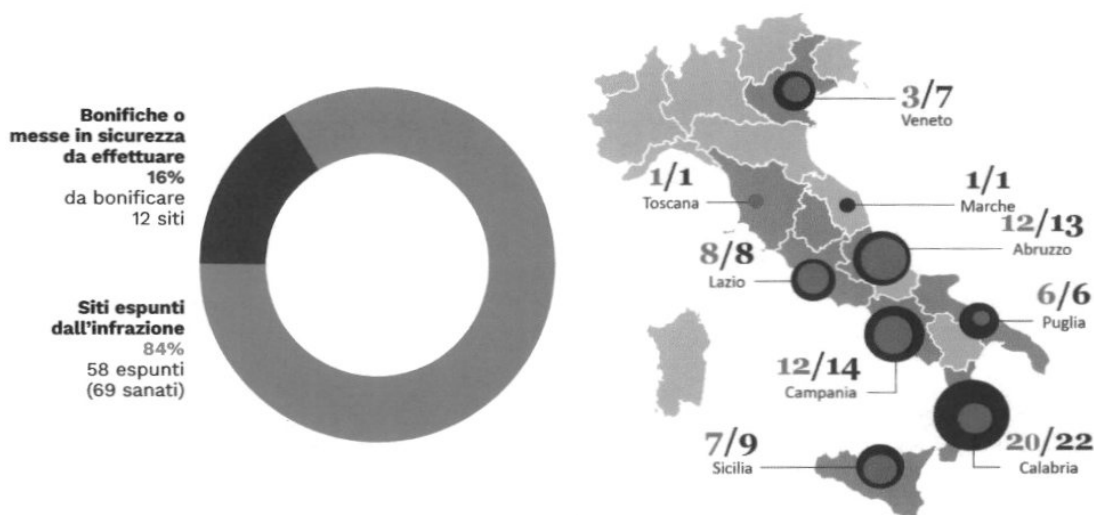 Bonifiche o
messe in sicurezza
da effettuare
16%
da bonificare
12 siti
Siti espunti
dall'infrazione
84%
58 espunti
(69 sanati)
3/7
Veneto
1/1
Toscana
1/1
Marche
12/13
Abruzzo
8/8
Lazio
6/6
Puglia
12/14
Campania
7/9
Sicilia
20/22
Calabria